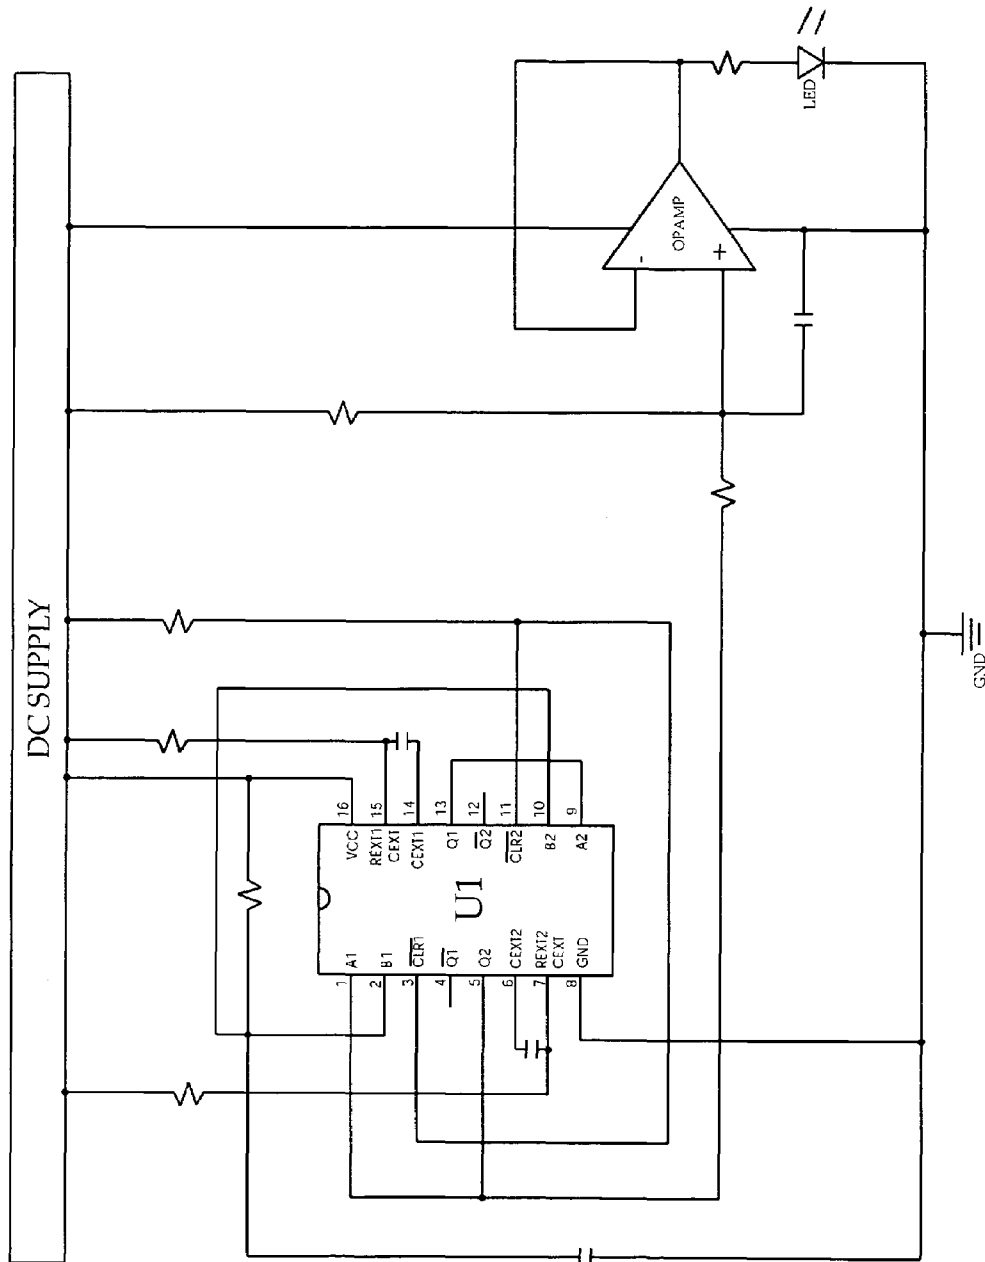 DC SUPPLY
LED
OPAMP
-
+
GND
U1
16
15
14
13
12
11
10
9
VCC
REXT1
CEXT
CEXT1
Q1
Q2
CLR2
B2
A2
A1
B1
CLR1
Q1
Q2
CEXT2
REXT2
CEXT
GND
1
2
3
4
5
6
7
8